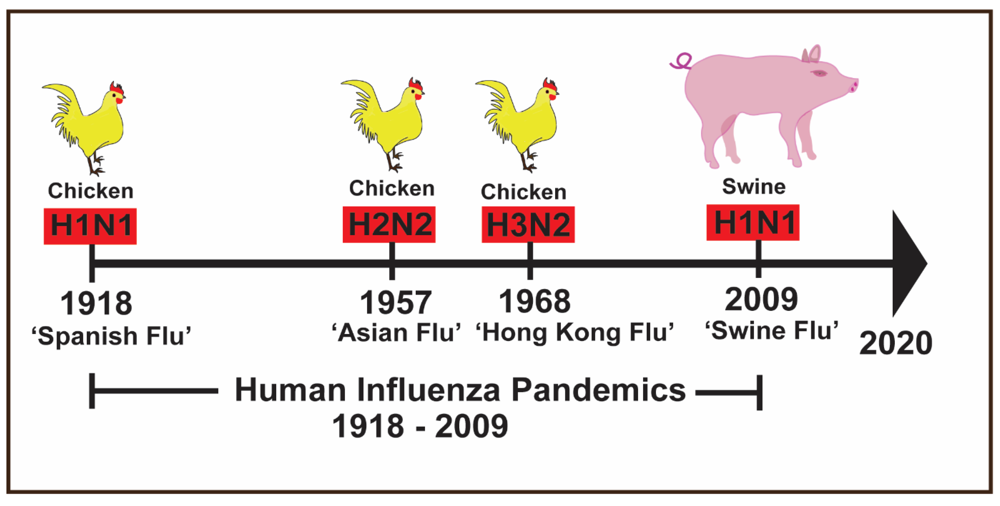 Chicken
Chicken
Chicken
Swine
H1N1
H2N2
H3N2
H1N1
1918
1957
1968
2009
‘Spanish Flu’
‘Asian Flu’
‘Hong Kong Flu’
‘Swine Flu’
2020
Human Influenza Pandemics
1918 - 2009